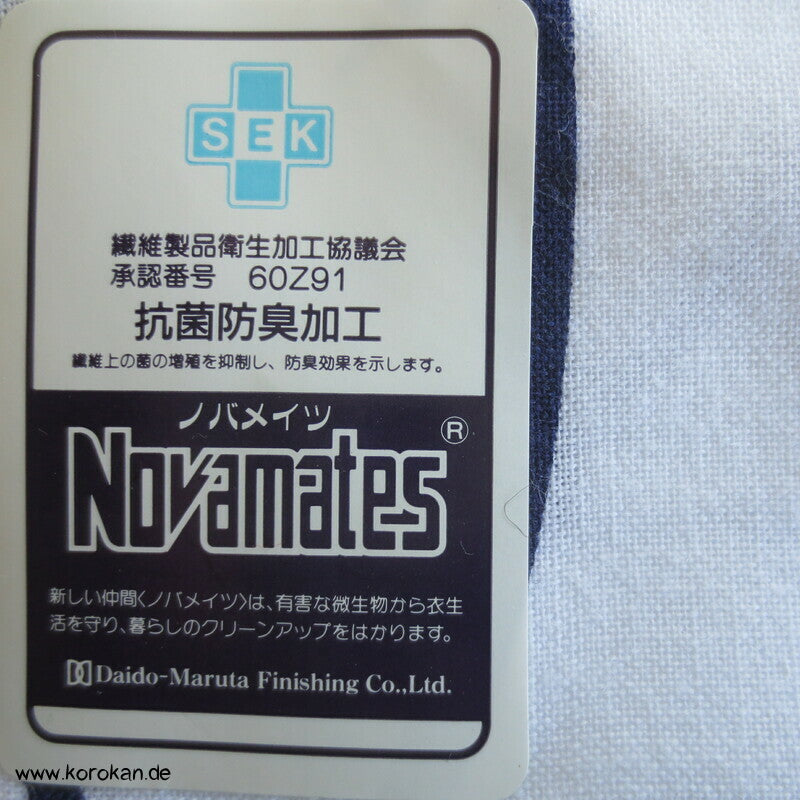 SEK
繊維製品衛生加工協議会
承認番号 60Z91
抗菌防臭加工
繊維上の菌の増殖を抑制し、防臭効果を示します。
ノバメイツ
Novamates ®
新しい仲間〈ノバメイツ〉は、有害な微生物から衣生
活を守り、暮らしのクリーンアップをはかります。
Daido-Maruta Finishing Co.,Ltd.
www.korokan.de